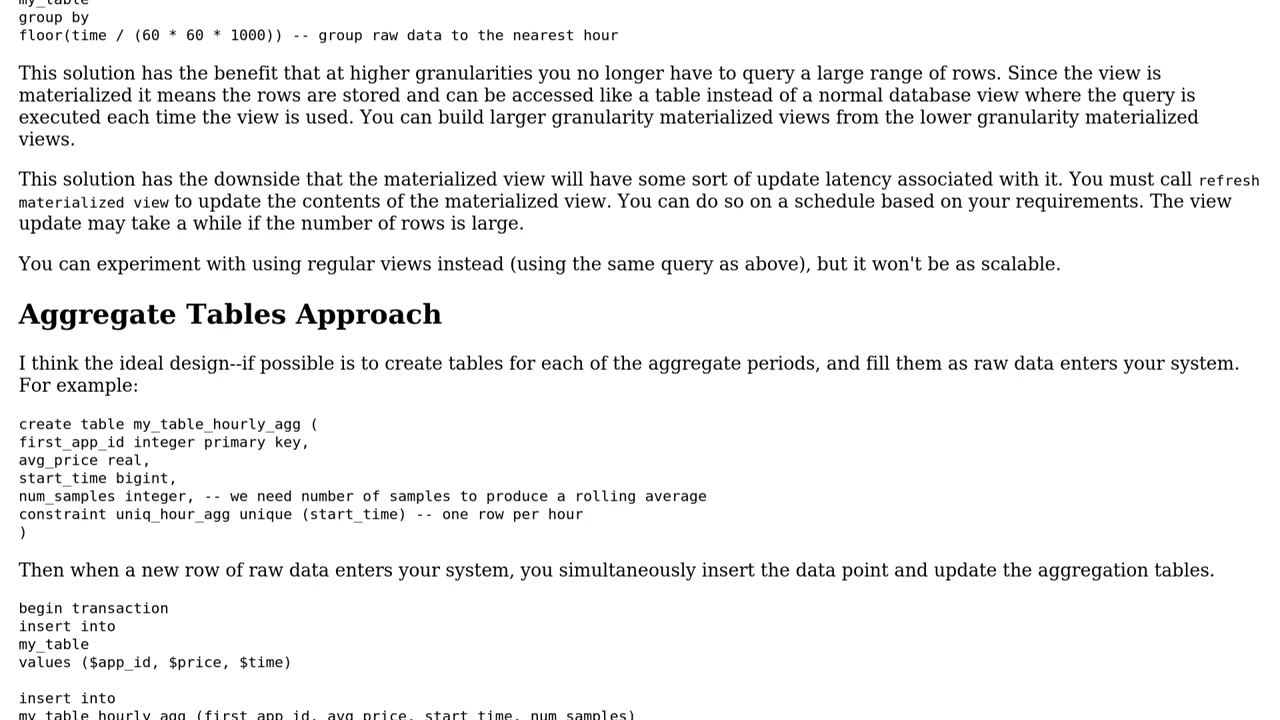 my_table
group by
floor(time / (60 * 60 * 1000)) -- group raw data to the nearest hour
This solution has the benefit that at higher granularities you no longer have to query a large range of rows. Since the view is
materialized it means the rows are stored and can be accessed like a table instead of a normal database view where the query is
executed each time the view is used. You can build larger granularity materialized views from the lower granularity materialized
views.
This solution has the downside that the materialized view will have some sort of update latency associated with it. You must call refresh
materialized view to update the contents of the materialized view. You can do so on a schedule based on your requirements. The view
update may take a while if the number of rows is large.
You can experiment with using regular views instead (using the same query as above), but it won't be as scalable.
Aggregate Tables Approach
I think the ideal design--if possible is to create tables for each of the aggregate periods, and fill them as raw data enters your system.
For example:
create table my_table_hourly_agg (
first_app_id integer primary key,
avg_price real,
start_time bigint,
num_samples integer, -- we need number of samples to produce a rolling average
constraint uniq_hour_agg unique (start_time) -- one row per hour
)
Then when a new row of raw data enters your system, you simultaneously insert the data point and update the aggregation tables.
begin transaction
insert into
my_table
values ($app_id, $price, $time)
insert into
my_table_hourly_agg (first_app_id, avg_price, start_time, num_samples)